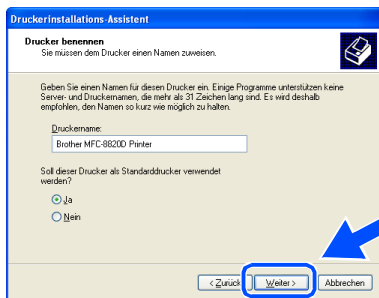 Druckerinstallations-Assistent
Drucker benennen
Sie müssen dem Drucker einen Namen zuweisen.
Geben Sie einen Namen für diesen Drucker ein. Einige Programme unterstützen keine
Server- und Druckernamen, die mehr als 31 Zeichen lang sind. Es wird deshalb
empfohlen, den Namen so kurz wie möglich zu halten.
Druckername:
Brother MFC-8820D Printer
Soll dieser Drucker als Standarddrucker verwendet
werden?
Ja
Nein
< Zurück Weiter > Abbrechen